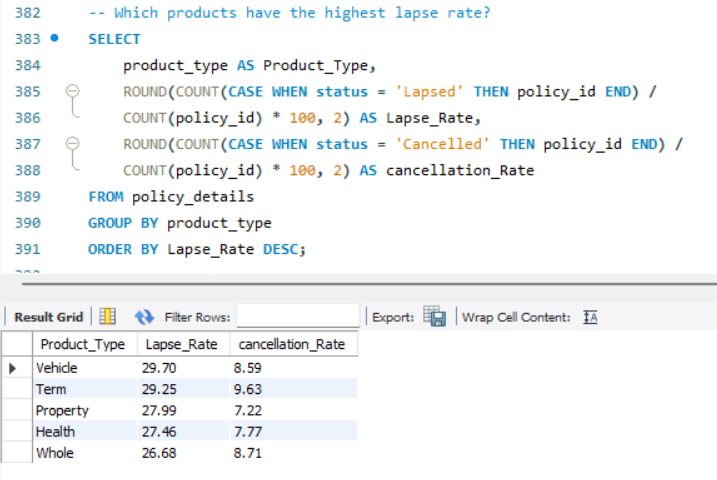 382 -- Which products have the highest lapse rate?
383 SELECT
384 product_type AS Product_Type,
385 ROUND(COUNT(CASE WHEN status = 'Lapsed' THEN policy_id END) /
386 COUNT(policy_id) * 100, 2) AS Lapse_Rate,
387 ROUND(COUNT(CASE WHEN status = 'Cancelled' THEN policy_id END) /
388 COUNT(policy_id) * 100, 2) AS cancellation_Rate
389 FROM policy_details
390 GROUP BY product_type
391 ORDER BY Lapse_Rate DESC;
Result Grid Filter Rows: Export: Wrap Cell Content: IA
Product_Type Lapse_Rate cancellation_Rate
Vehicle 29.70 8.59
Term 29.25 9.63
Property 27.99 7.22
Health 27.46 7.77
Whole 26.68 8.71